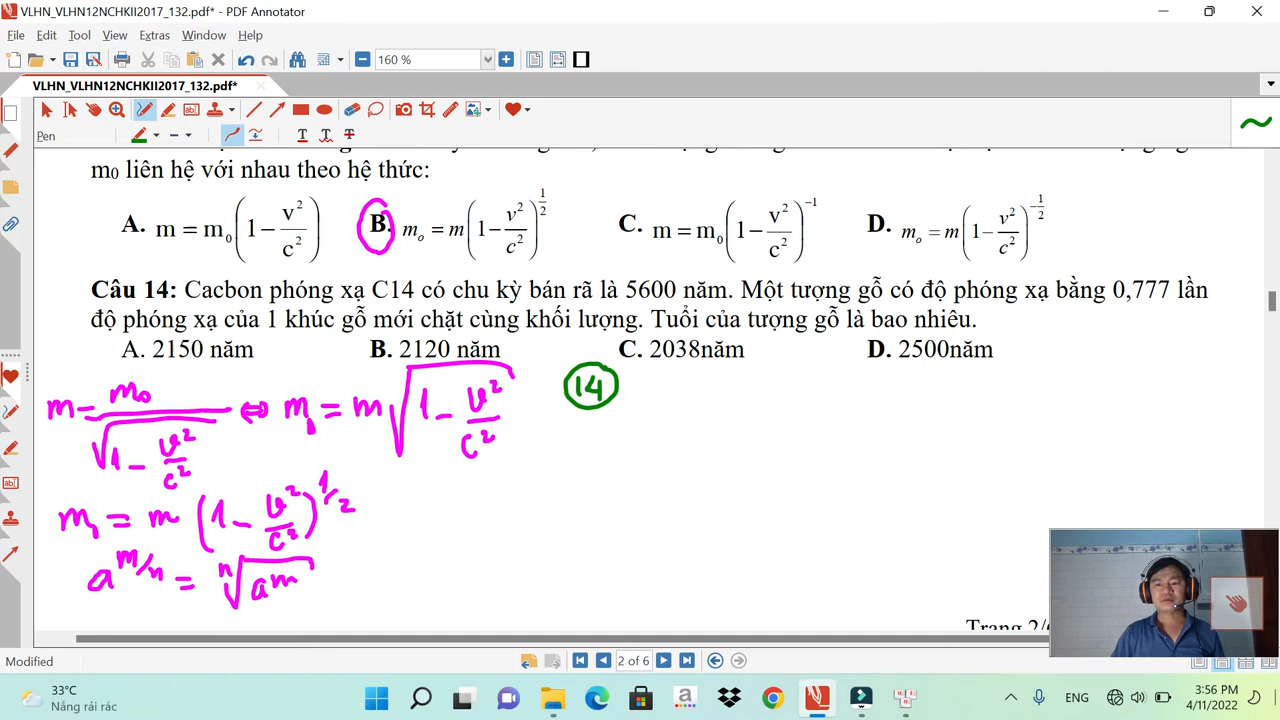 VLHN_VLHN12NCHKII2017_132.pdf* - PDF Annotator
File Edit Tool View Extras Window Help
160 %
VLHN_VLHN12NCHKII2017_132.pdf*
Pen
m₀ liên hệ với nhau theo hệ thức:
A. m = m₀(1 − v²/c²) B. mₒ = m(1 − v²/c²)^(1/2) C. m = m₀(1 − v²/c²)^(−1) D. mₒ = m(1 − v²/c²)^(−1/2)
Câu 14: Cacbon phóng xạ C14 có chu kỳ bán rã là 5600 năm. Một tượng gỗ có độ phóng xạ bằng 0,777 lần
độ phóng xạ của 1 khúc gỗ mới chặt cùng khối lượng. Tuổi của tượng gỗ là bao nhiêu.
A. 2150 năm B. 2120 năm C. 2038năm D. 2500năm
m = m₀/√(1 − v²/c²) ⇔ m₀ = m√(1 − v²/c²)
14
m₀ = m(1 − v²/c²)^(1/2)
a^(m/n) = ⁿ√(a^m)
Trang 2/
Modified
2 of 6
33°C
Nắng rải rác
a
ENG
3:56 PM
4/11/2022